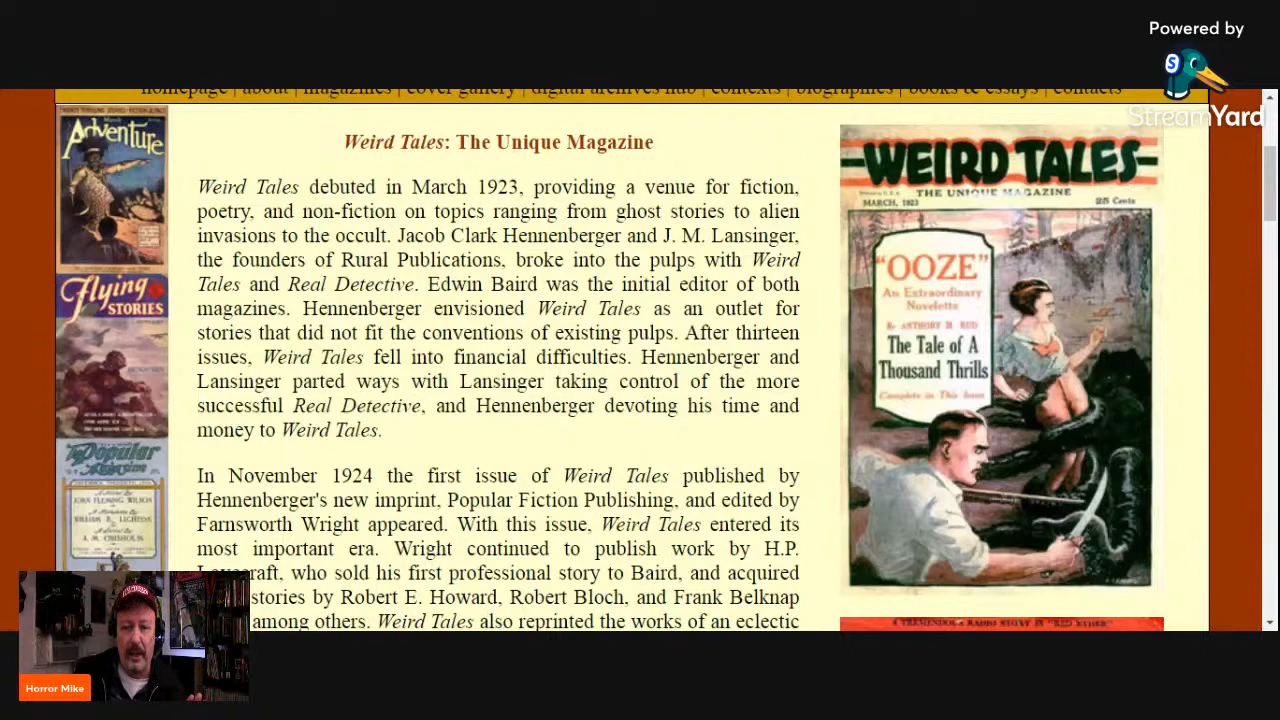 Powered by
StreamYard
homepage | about | magazines | cover gallery | digital archives hub | contexts | biographies | books & essays | contacts
Adventure
Flying
STORIES
The Popular
Magazine
JOHN FLEMING WILSON
Weird Tales: The Unique Magazine
Weird Tales debuted in March 1923, providing a venue for fiction,
poetry, and non-fiction on topics ranging from ghost stories to alien
invasions to the occult. Jacob Clark Hennenberger and J. M. Lansinger,
the founders of Rural Publications, broke into the pulps with Weird
Tales and Real Detective. Edwin Baird was the initial editor of both
magazines. Hennenberger envisioned Weird Tales as an outlet for
stories that did not fit the conventions of existing pulps. After thirteen
issues, Weird Tales fell into financial difficulties. Hennenberger and
Lansinger parted ways with Lansinger taking control of the more
successful Real Detective, and Hennenberger devoting his time and
money to Weird Tales.
In November 1924 the first issue of Weird Tales published by
Hennenberger's new imprint, Popular Fiction Publishing, and edited by
Farnsworth Wright appeared. With this issue, Weird Tales entered its
most important era. Wright continued to publish work by H.P.
Lovecraft, who sold his first professional story to Baird, and acquired
stories by Robert E. Howard, Robert Bloch, and Frank Belknap
among others. Weird Tales also reprinted the works of an eclectic
WEIRD TALES
THE UNIQUE MAGAZINE
MARCH, 1923
25 Cents
"OOZE"
An Extraordinary
Novelette
By ANTHONY M. RUD
The Tale of A
Thousand Thrills
Complete in This Issue
A TREMENDOUS RADIO STORY IN "RED ETHER"
Horror Mike